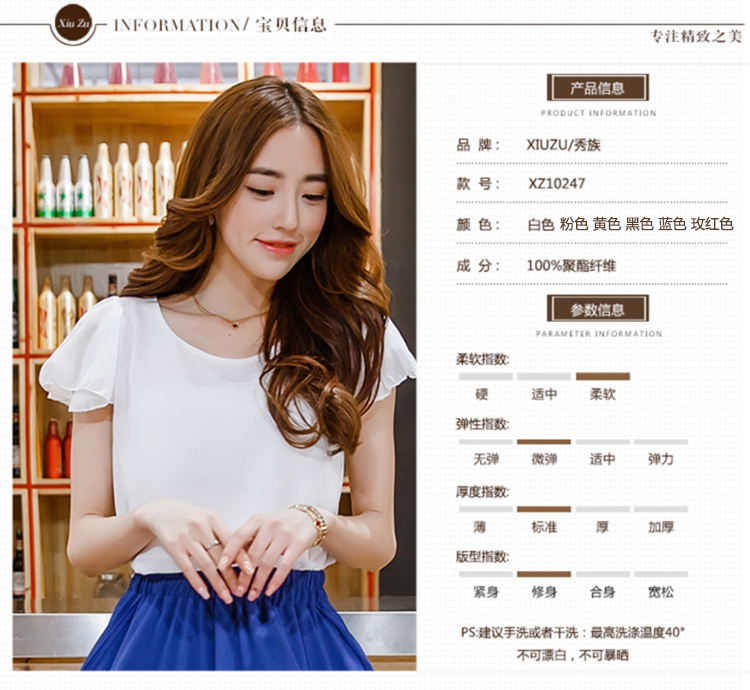 Xiu Zu INFORMATION/ 宝贝信息
专注精致之美
产品信息
PRODUCT INFORMATION
品 牌: XIUZU/秀族
款 号: XZ10247
颜 色: 白色 粉色 黄色 黑色 蓝色 玫红色
成 分: 100%聚酯纤维
参数信息
PARAMETER INFORMATION
柔软指数:
硬 适中 柔软
弹性指数:
无弹 微弹 适中 弹力
厚度指数:
薄 标准 厚 加厚
版型指数:
紧身 修身 合身 宽松
PS:建议手洗或者干洗：最高洗涤温度40°
不可漂白，不可暴晒